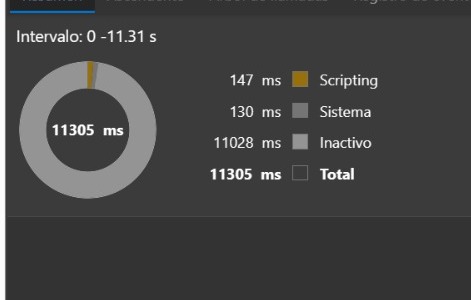 Intervalo: 0 -11.31 s
147 ms Scripting
11305 ms
130 ms Sistema
11028 ms Inactivo
11305 ms Total